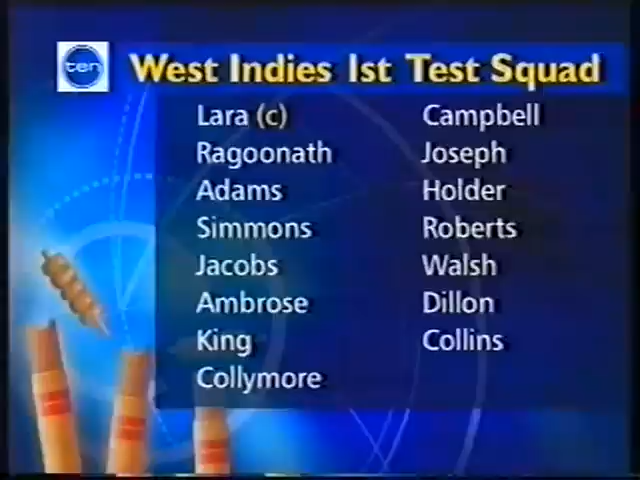 ten West Indies 1st Test Squad
Lara (c) Campbell
Ragoonath Joseph
Adams Holder
Simmons Roberts
Jacobs Walsh
Ambrose Dillon
King Collins
Collymore